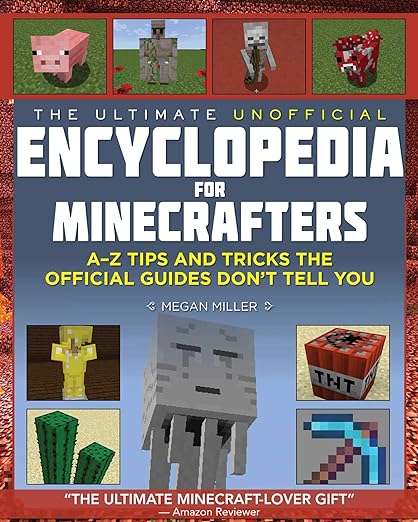 THE ULTIMATE UNOFFICIAL
ENCYCLOPEDIA
FOR
MINECRAFTERS
A–Z TIPS AND TRICKS THE
OFFICIAL GUIDES DON'T TELL YOU
MEGAN MILLER
TNT
"THE ULTIMATE MINECRAFT-LOVER GIFT"
— Amazon Reviewer